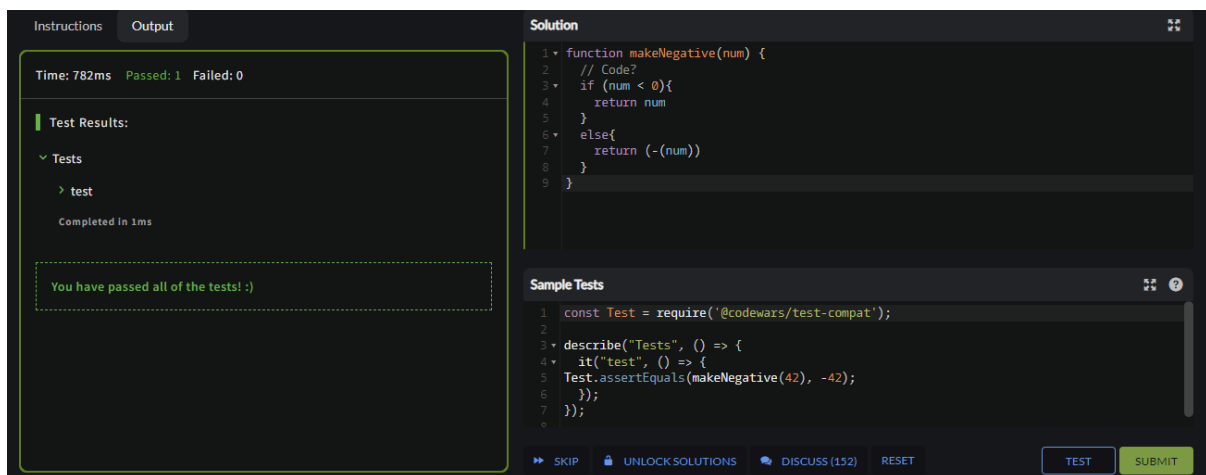 Instructions Output
Time: 782ms Passed: 1 Failed: 0
Test Results:
Tests
test
Completed in 1ms
You have passed all of the tests! :)
Solution
1 function makeNegative(num) {
2 // Code?
3 if (num < 0){
4 return num
5 }
6 else{
7 return (-(num))
8 }
9 }
Sample Tests
1 const Test = require('@codewars/test-compat');
2
3 describe("Tests", () => {
4 it("test", () => {
5 Test.assertEquals(makeNegative(42), -42);
6 });
7 });
SKIP UNLOCK SOLUTIONS DISCUSS (152) RESET TEST SUBMIT